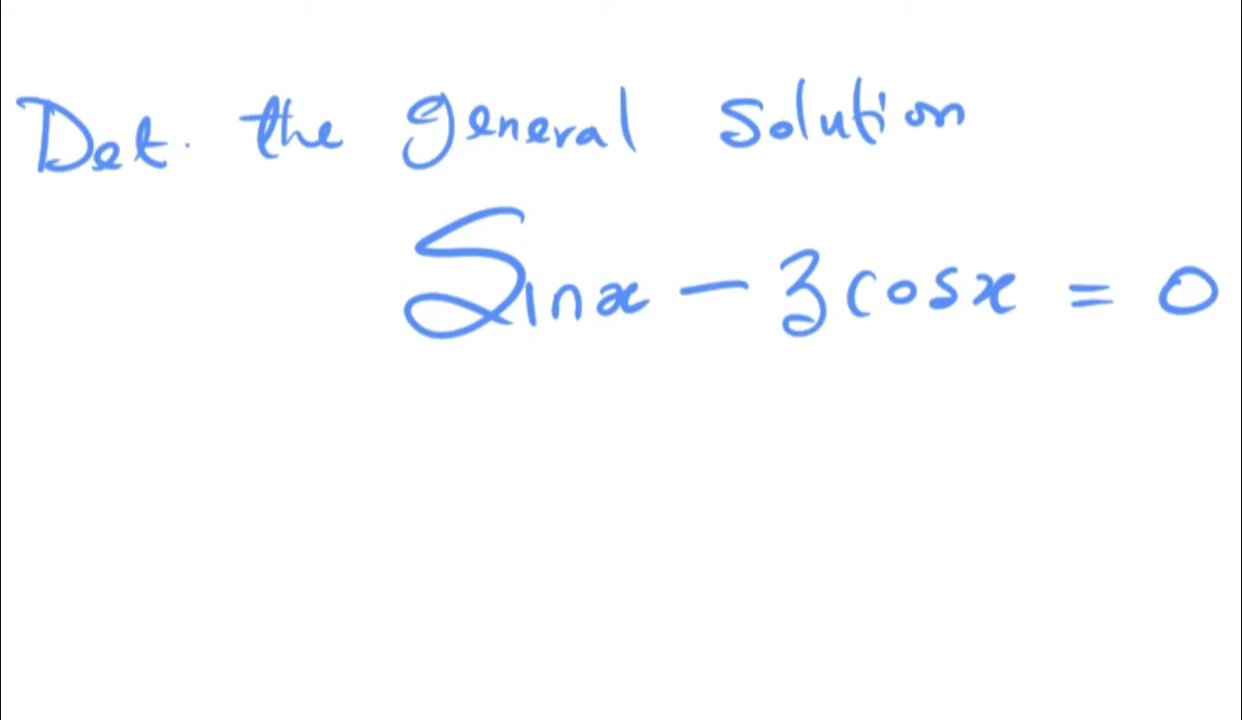 Det. the general solution
Sinx - 3cosx = 0